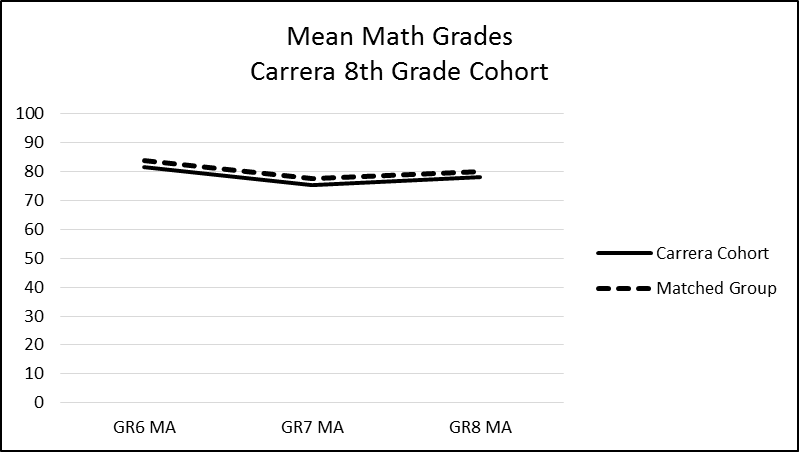 Mean Math Grades
Carrera 8th Grade Cohort
100
90
80
70
60
50
40
30
20
10
0
GR6 MA
GR7 MA
GR8 MA
Carrera Cohort
Matched Group